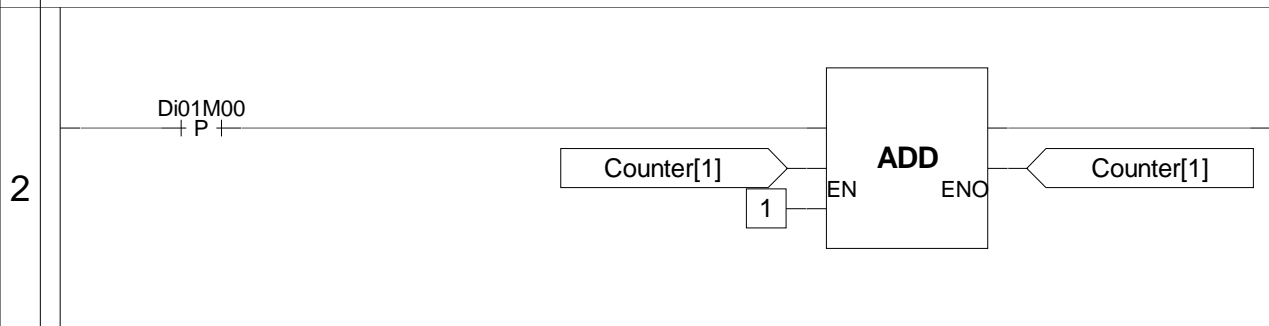 Di01M00
P
ADD
Counter[1]
Counter[1]
2
EN
ENO
1